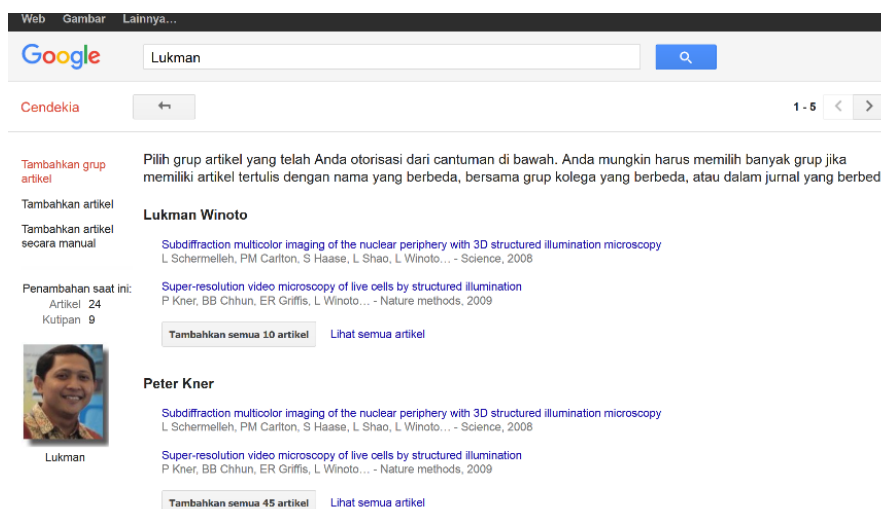 Web Gambar Lainnya...
Google Lukman
Cendekia 1 - 5
Tambahkan grup artikel
Tambahkan artikel
Tambahkan artikel secara manual
Penambahan saat ini:
Artikel 24
Kutipan 9
Lukman
Pilih grup artikel yang telah Anda otorisasi dari cantuman di bawah. Anda mungkin harus memilih banyak grup jika
memiliki artikel tertulis dengan nama yang berbeda, bersama grup kolega yang berbeda, atau dalam jurnal yang berbed
Lukman Winoto
Subdiffraction multicolor imaging of the nuclear periphery with 3D structured illumination microscopy
L Schermelleh, PM Carlton, S Haase, L Shao, L Winoto... - Science, 2008
Super-resolution video microscopy of live cells by structured illumination
P Kner, BB Chhun, ER Griffis, L Winoto... - Nature methods, 2009
Tambahkan semua 10 artikel Lihat semua artikel
Peter Kner
Subdiffraction multicolor imaging of the nuclear periphery with 3D structured illumination microscopy
L Schermelleh, PM Carlton, S Haase, L Shao, L Winoto... - Science, 2008
Super-resolution video microscopy of live cells by structured illumination
P Kner, BB Chhun, ER Griffis, L Winoto... - Nature methods, 2009
Tambahkan semua 45 artikel Lihat semua artikel